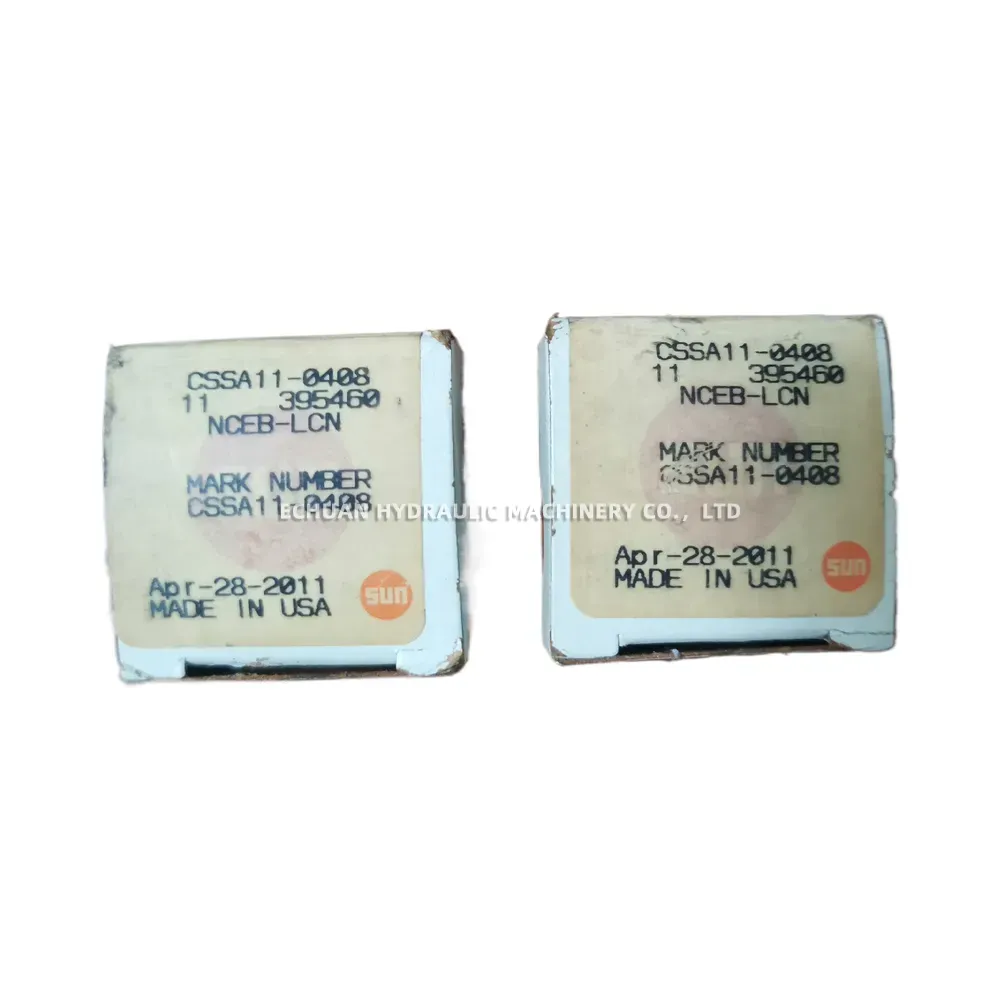 CSSA11-0408
11 395460
NCEB-LCN
MARK NUMBER
CSSA11-0408
Apr-28-2011
MADE IN USA
sun
CSSA11-0408
11 395460
NCEB-LCN
MARK NUMBER
CSSA11-0408
Apr-28-2011
MADE IN USA
sun
ECHUAN HYDRAULIC MACHINERY CO., LTD